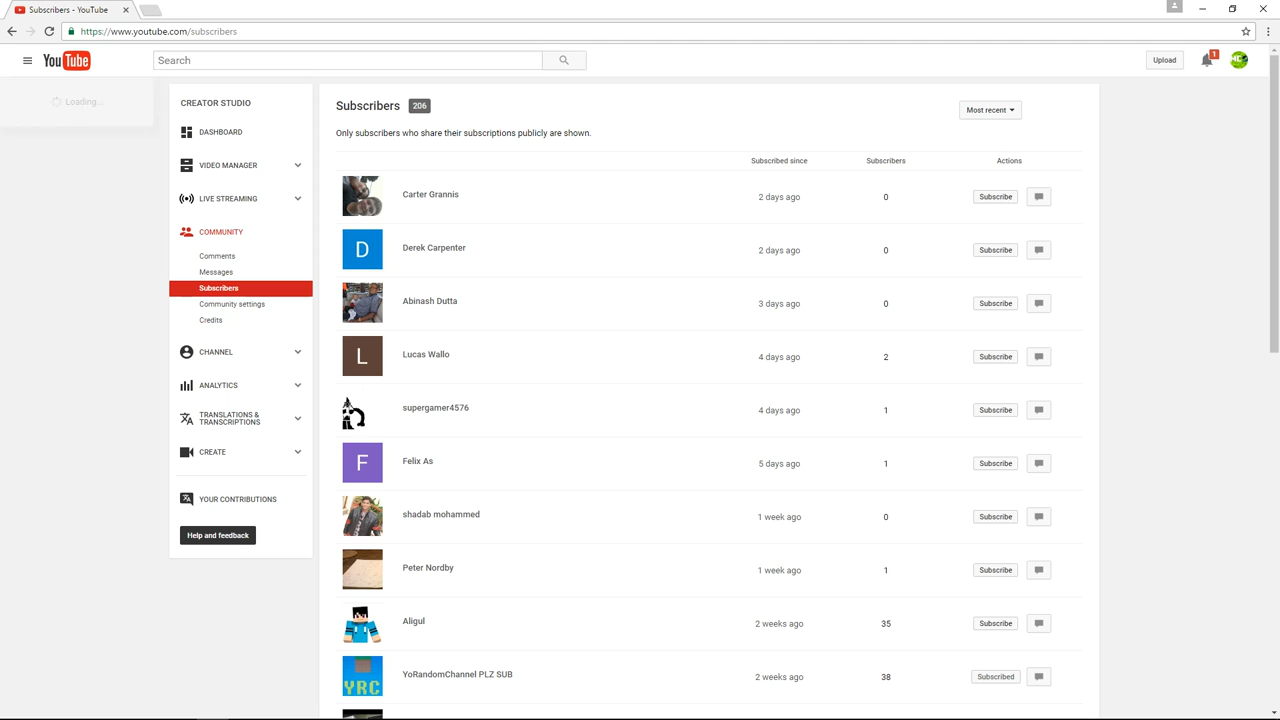 Subscribers - YouTube
https://www.youtube.com/subscribers
YouTube
Search
Upload
1
Loading...
CREATOR STUDIO
DASHBOARD
VIDEO MANAGER
LIVE STREAMING
COMMUNITY
Comments
Messages
Subscribers
Community settings
Credits
CHANNEL
ANALYTICS
TRANSLATIONS &
TRANSCRIPTIONS
CREATE
YOUR CONTRIBUTIONS
Help and feedback
Subscribers 206
Most recent
Only subscribers who share their subscriptions publicly are shown.
Subscribed since Subscribers Actions
Carter Grannis 2 days ago 0 Subscribe
D Derek Carpenter 2 days ago 0 Subscribe
Abinash Dutta 3 days ago 0 Subscribe
L Lucas Wallo 4 days ago 2 Subscribe
supergamer4576 4 days ago 1 Subscribe
F Felix As 5 days ago 1 Subscribe
shadab mohammed 1 week ago 0 Subscribe
Peter Nordby 1 week ago 1 Subscribe
Aligul 2 weeks ago 35 Subscribe
YRC YoRandomChannel PLZ SUB 2 weeks ago 38 Subscribed